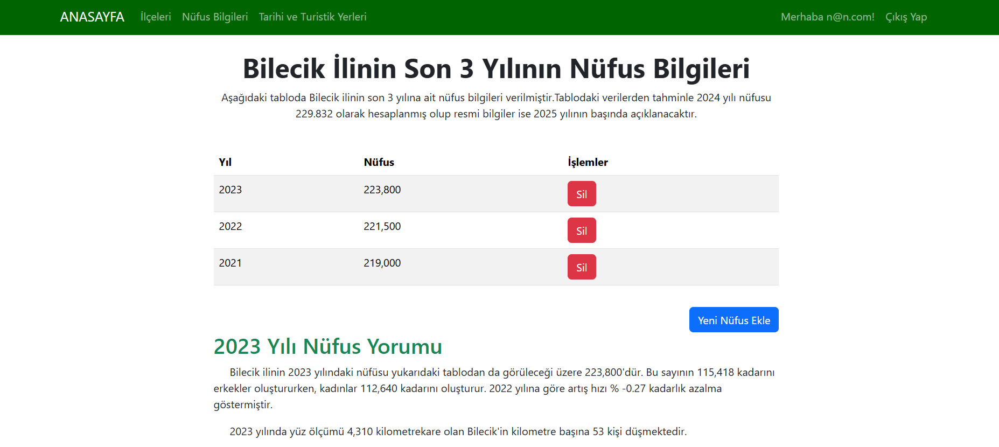 ANASAYFA İlçeleri Nüfus Bilgileri Tarihi ve Turistik Yerleri Merhaba n@n.com! Çıkış Yap
Bilecik İlinin Son 3 Yılının Nüfus Bilgileri
Aşağıdaki tabloda Bilecik ilinin son 3 yılına ait nüfus bilgileri verilmiştir.Tablodaki verilerden tahminle 2024 yılı nüfusu
229.832 olarak hesaplanmış olup resmi bilgiler ise 2025 yılının başında açıklanacaktır.
Yıl Nüfus İşlemler
2023 223,800 Sil
2022 221,500 Sil
2021 219,000 Sil
Yeni Nüfus Ekle
2023 Yılı Nüfus Yorumu
Bilecik ilinin 2023 yılındaki nüfüsu yukarıdaki tablodan da görüleceği üzere 223,800'dür. Bu sayının 115,418 kadarını
erkekler oluştururken, kadınlar 112,640 kadarını oluşturur. 2022 yılına göre artış hızı % -0.27 kadarlık azalma
göstermiştir.
2023 yılında yüz ölçümü 4,310 kilometrekare olan Bilecik'in kilometre başına 53 kişi düşmektedir.